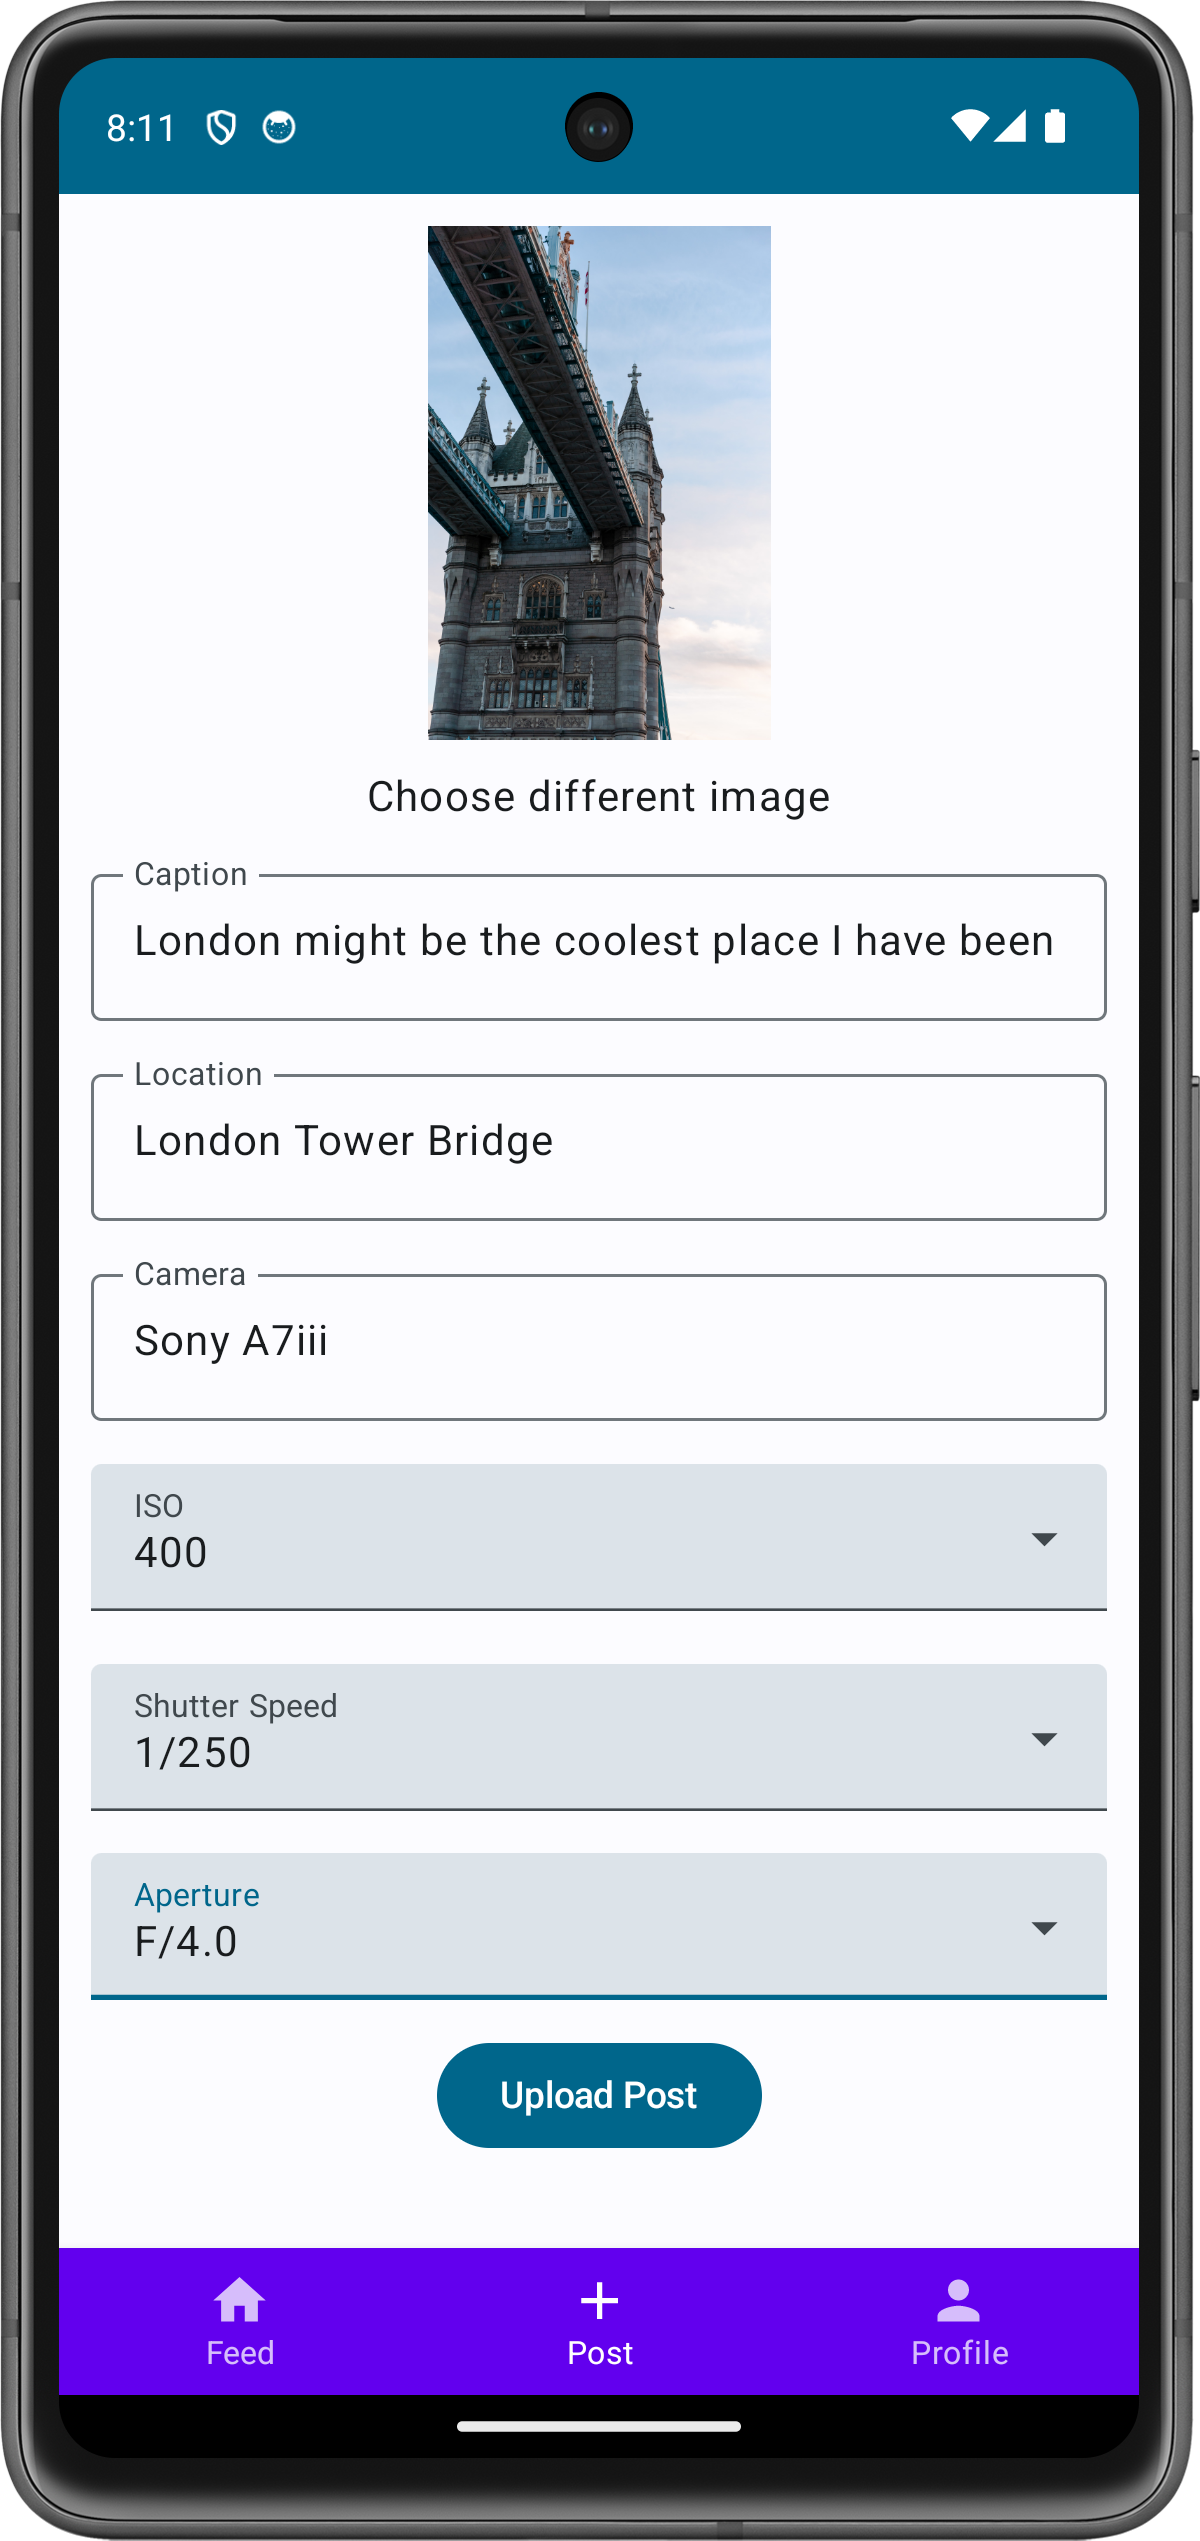 8:11
Choose different image
Caption
London might be the coolest place I have been
Location
London Tower Bridge
Camera
Sony A7iii
ISO
400
Shutter Speed
1/250
Aperture
F/4.0
Upload Post
Feed
Post
Profile